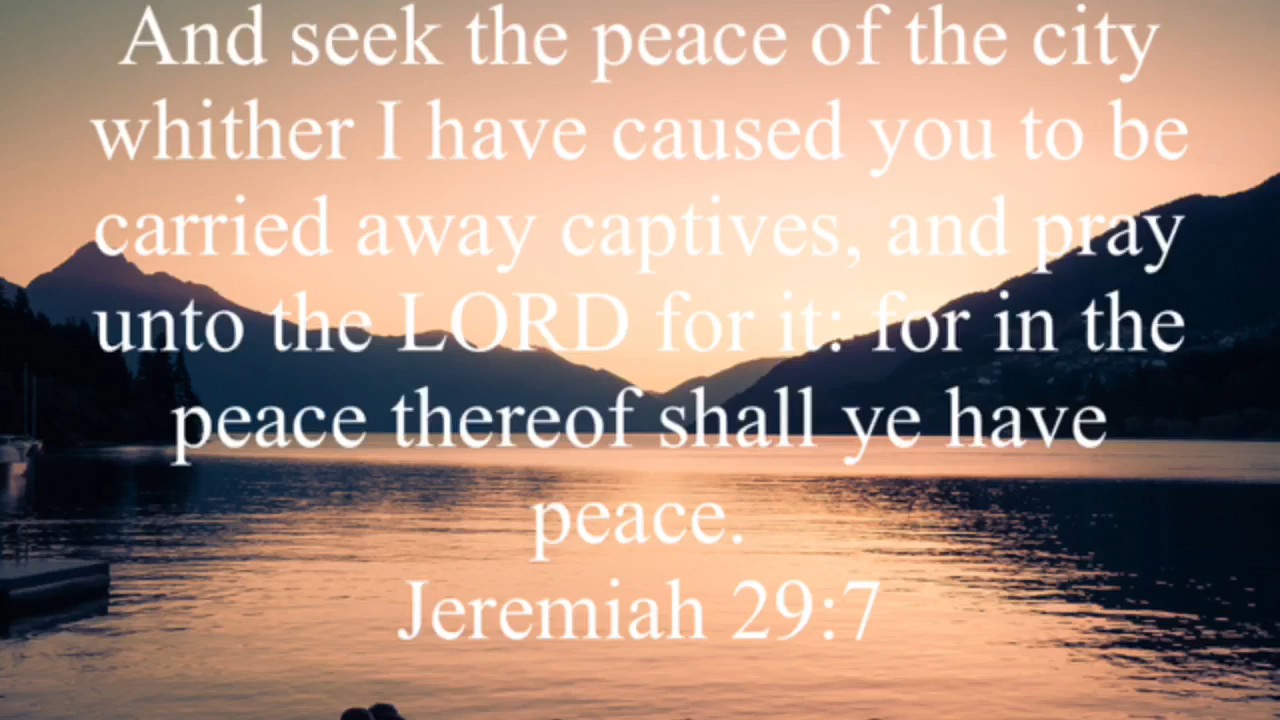 And seek the peace of the city
whither I have caused you to be
carried away captives, and pray
unto the LORD for it: for in the
peace thereof shall ye have
peace.
Jeremiah 29:7